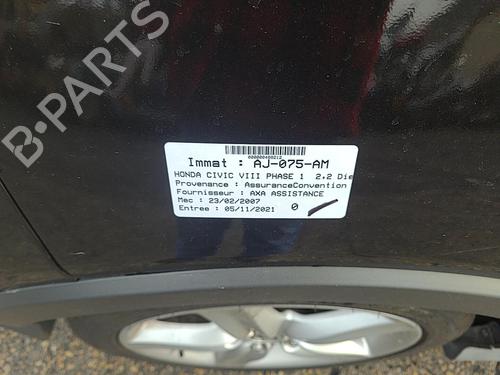 000000488212
Immat : AJ-075-AM
HONDA CIVIC VIII PHASE 1 2.2 Die
Provenance : AssuranceConvention
Fournisseur : AXA ASSISTANCE
Mec : 23/02/2007
Entree : 05/11/2021 0
B-PARTS